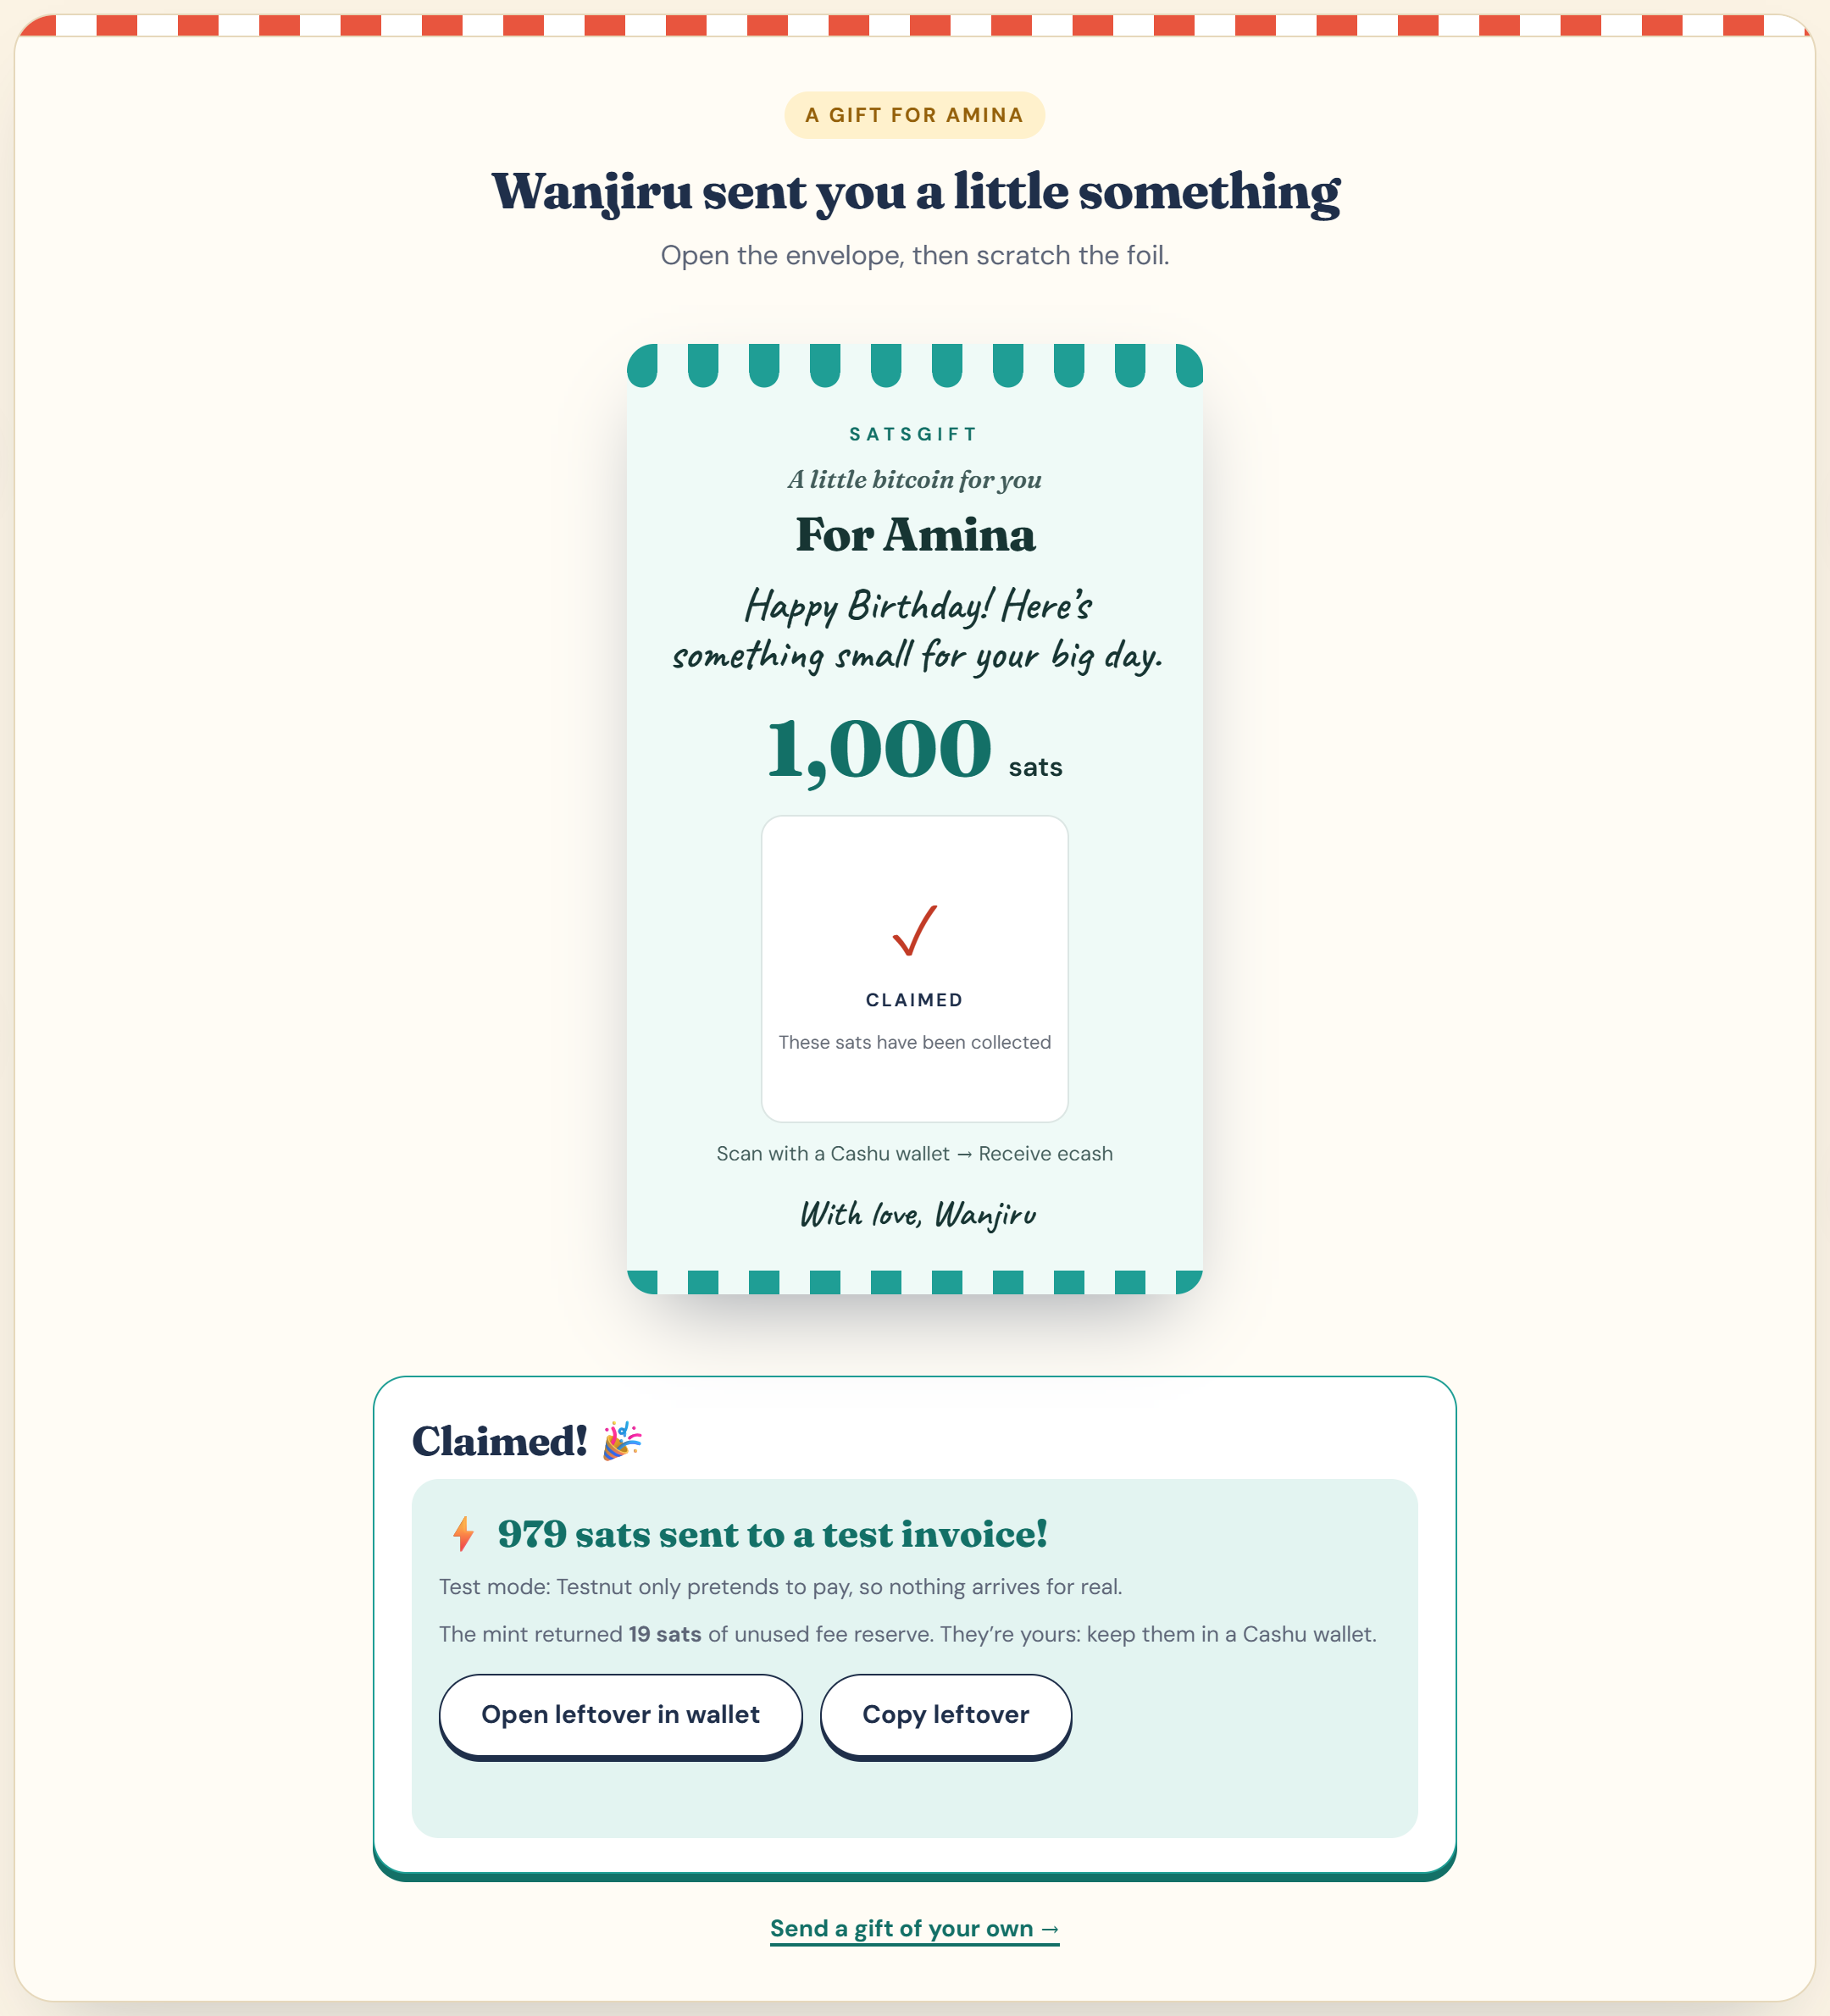 A GIFT FOR AMINA
Wanjiru sent you a little something
Open the envelope, then scratch the foil.
SATSGIFT
A little bitcoin for you
For Amina
Happy Birthday! Here’s
something small for your big day.
1,000 sats
✓
CLAIMED
These sats have been collected
Scan with a Cashu wallet → Receive ecash
With love, Wanjiru
Claimed! 🎉
⚡ 979 sats sent to a test invoice!
Test mode: Testnut only pretends to pay, so nothing arrives for real.
The mint returned 19 sats of unused fee reserve. They’re yours: keep them in a Cashu wallet.
Open leftover in wallet
Copy leftover
Send a gift of your own →